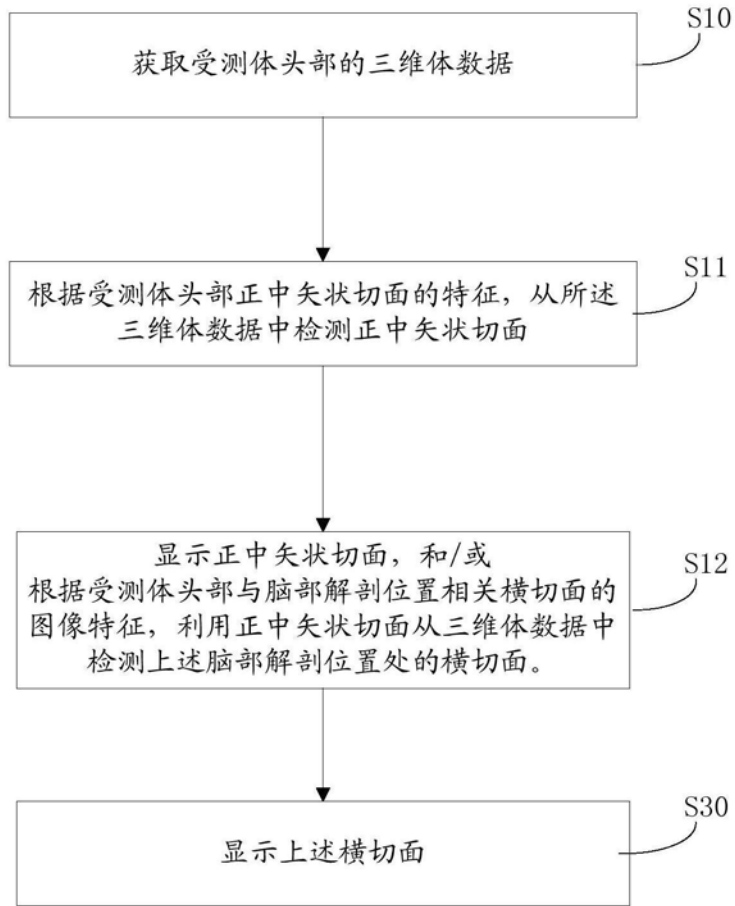 S10
获取受测体头部的三维体数据
S11
根据受测体头部正中矢状切面的特征，从所述
三维体数据中检测正中矢状切面
S12
显示正中矢状切面，和/或
根据受测体头部与脑部解剖位置相关横切面的
图像特征，利用正中矢状切面从三维体数据中
检测上述脑部解剖位置处的横切面。
S30
显示上述横切面